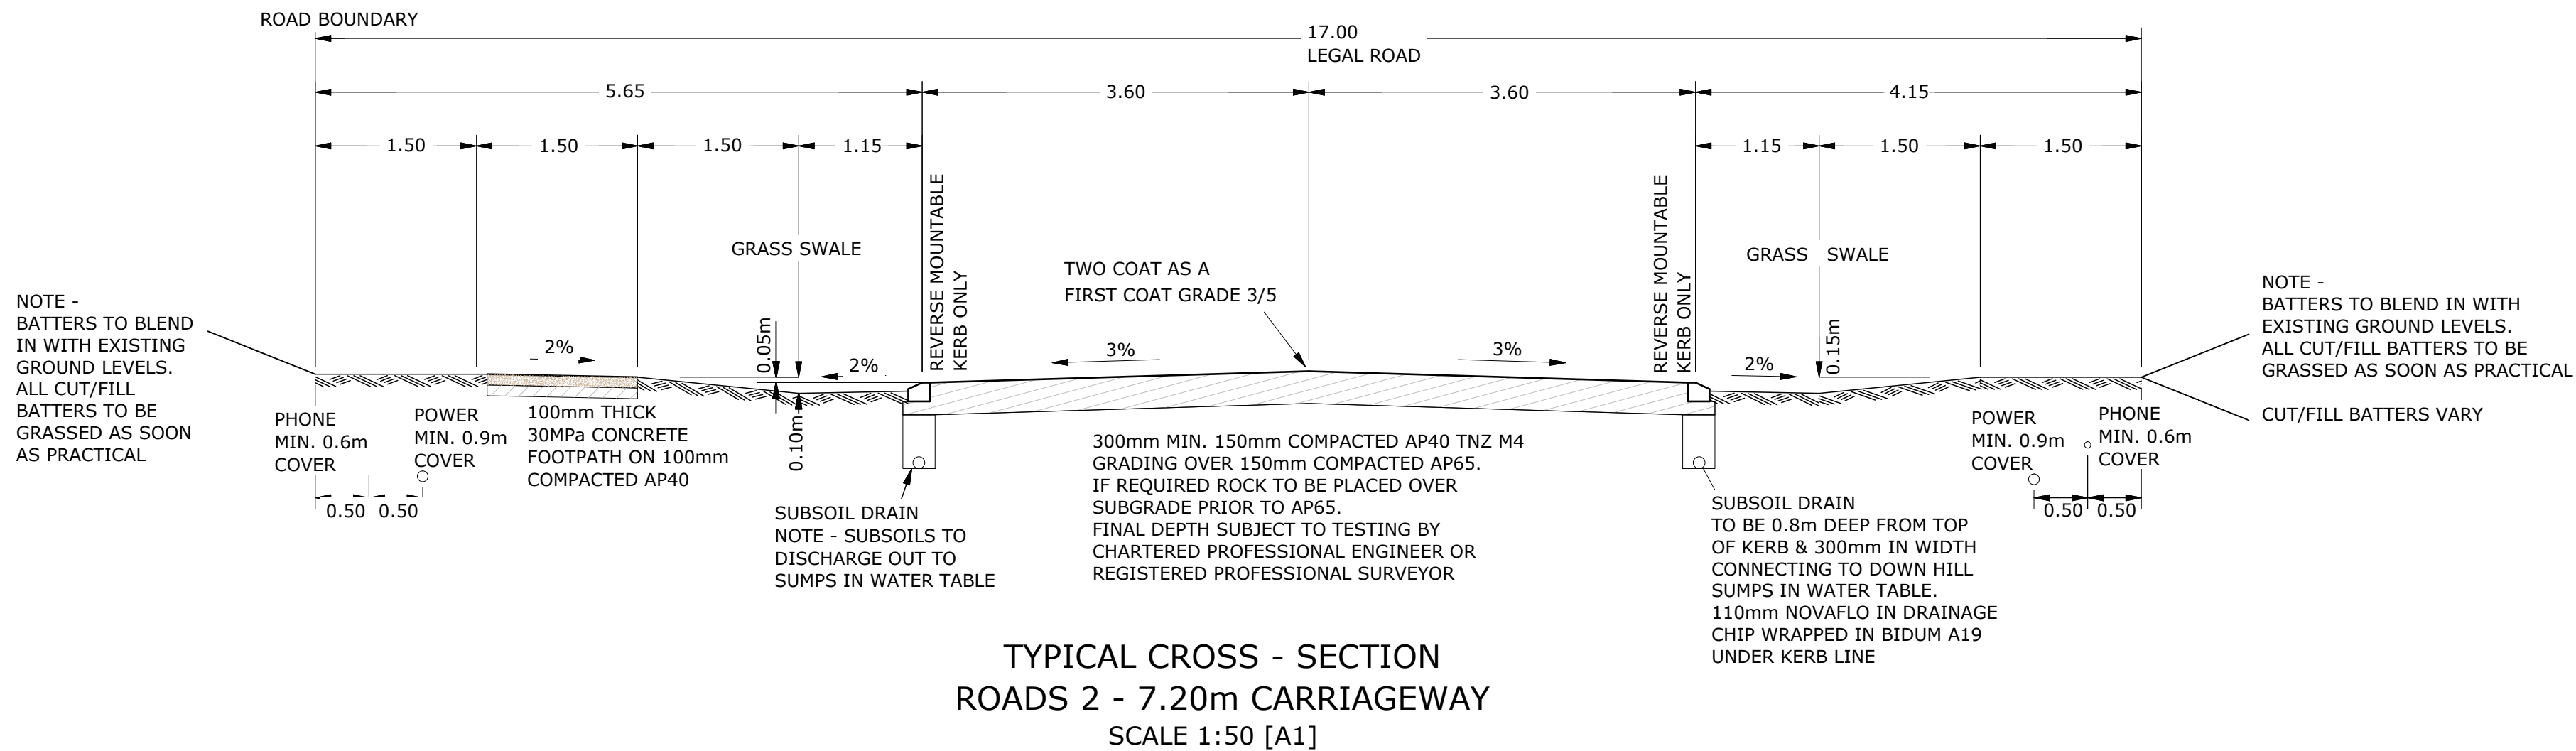 ROAD BOUNDARY
17.00
LEGAL ROAD
5.65
3.60
3.60
4.15
1.50
1.50
1.50
1.15
1.15
1.50
1.50
GRASS SWALE
REVERSE MOUNTABLE
KERB ONLY
TWO COAT AS A
FIRST COAT GRADE 3/5
REVERSE MOUNTABLE
KERB ONLY
GRASS SWALE
NOTE -
BATTERS TO BLEND
IN WITH EXISTING
GROUND LEVELS.
ALL CUT/FILL
BATTERS TO BE
GRASSED AS SOON
AS PRACTICAL
2%
0.05m
2%
3%
3%
2%
0.15m
NOTE -
BATTERS TO BLEND IN WITH
EXISTING GROUND LEVELS.
ALL CUT/FILL BATTERS TO BE
GRASSED AS SOON AS PRACTICAL
CUT/FILL BATTERS VARY
PHONE
MIN. 0.6m
COVER
POWER
MIN. 0.9m
COVER
0.50 0.50
100mm THICK
30MPa CONCRETE
FOOTPATH ON 100mm
COMPACTED AP40
0.10m
SUBSOIL DRAIN
NOTE - SUBSOILS TO
DISCHARGE OUT TO
SUMPS IN WATER TABLE
300mm MIN. 150mm COMPACTED AP40 TNZ M4
GRADING OVER 150mm COMPACTED AP65.
IF REQUIRED ROCK TO BE PLACED OVER
SUBGRADE PRIOR TO AP65.
FINAL DEPTH SUBJECT TO TESTING BY
CHARTERED PROFESSIONAL ENGINEER OR
REGISTERED PROFESSIONAL SURVEYOR
POWER
MIN. 0.9m
COVER
PHONE
MIN. 0.6m
COVER
0.50 0.50
SUBSOIL DRAIN
TO BE 0.8m DEEP FROM TOP
OF KERB & 300mm IN WIDTH
CONNECTING TO DOWN HILL
SUMPS IN WATER TABLE.
110mm NOVAFLO IN DRAINAGE
CHIP WRAPPED IN BIDUM A19
UNDER KERB LINE
TYPICAL CROSS - SECTION
ROADS 2 - 7.20m CARRIAGEWAY
SCALE 1:50 [A1]